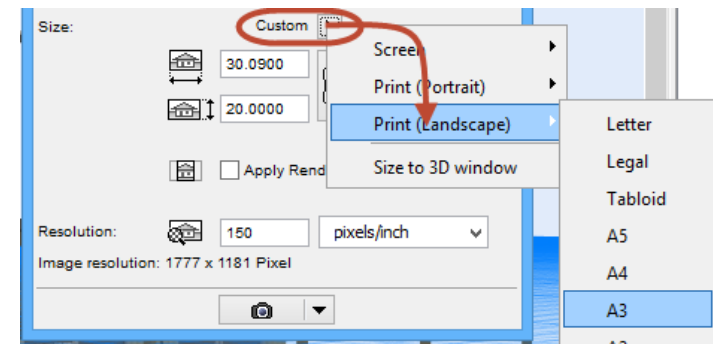 Size:
Custom
Screen
30.0900
Print (Portrait)
20.0000
Print (Landscape)
Letter
Apply Rend
Size to 3D window
Legal
Tabloid
Resolution:
150
pixels/inch
A5
Image resolution: 1777 x 1181 Pixel
A4
A3